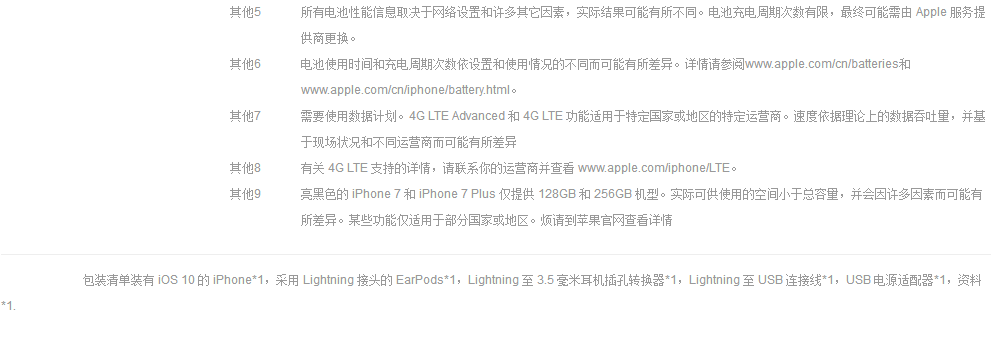 其他5 所有电池性能信息取决于网络设置和许多其它因素，实际结果可能有所不同。电池充电周期次数有限，最终可能需由 Apple 服务提
供商更换。
其他6 电池使用时间和充电周期次数依设置和使用情况的不同而可能有所差异。详情请参阅www.apple.com/cn/batteries和
www.apple.com/cn/iphone/battery.html。
其他7 需要使用数据计划。4G LTE Advanced 和 4G LTE 功能适用于特定国家或地区的特定运营商。速度依据理论上的数据吞吐量，并基
于现场状况和不同运营商而可能有所差异
其他8 有关 4G LTE 支持的详情，请联系你的运营商并查看 www.apple.com/iphone/LTE。
其他9 亮黑色的 iPhone 7 和 iPhone 7 Plus 仅提供 128GB 和 256GB 机型。实际可供使用的空间小于总容量，并会因许多因素而可能有
所差异。某些功能仅适用于部分国家或地区。烦请到苹果官网查看详情
包装清单装有 iOS 10 的 iPhone*1，采用 Lightning 接头的 EarPods*1，Lightning 至 3.5 毫米耳机插孔转换器*1，Lightning 至 USB 连接线*1，USB 电源适配器*1，资料
*1.